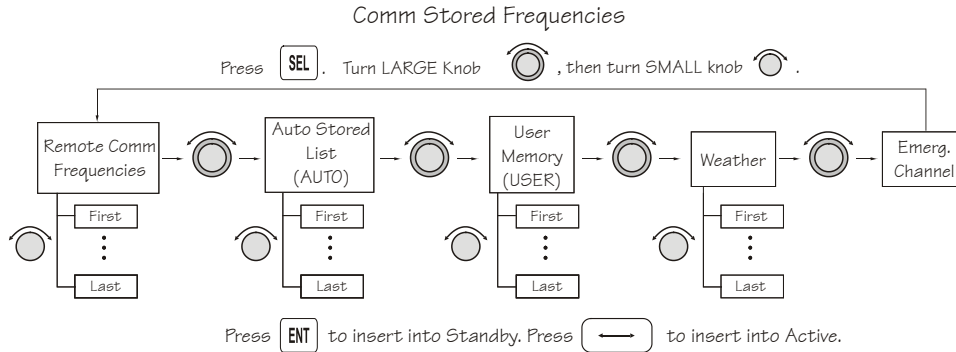 Comm Stored Frequencies
Press SEL. Turn LARGE Knob , then turn SMALL knob .
Remote Comm
Frequencies
Auto Stored
List
(AUTO)
User
Memory
(USER)
Weather
Emerg.
Channel
First
Last
First
Last
First
Last
First
Last
Press ENT to insert into Standby. Press to insert into Active.